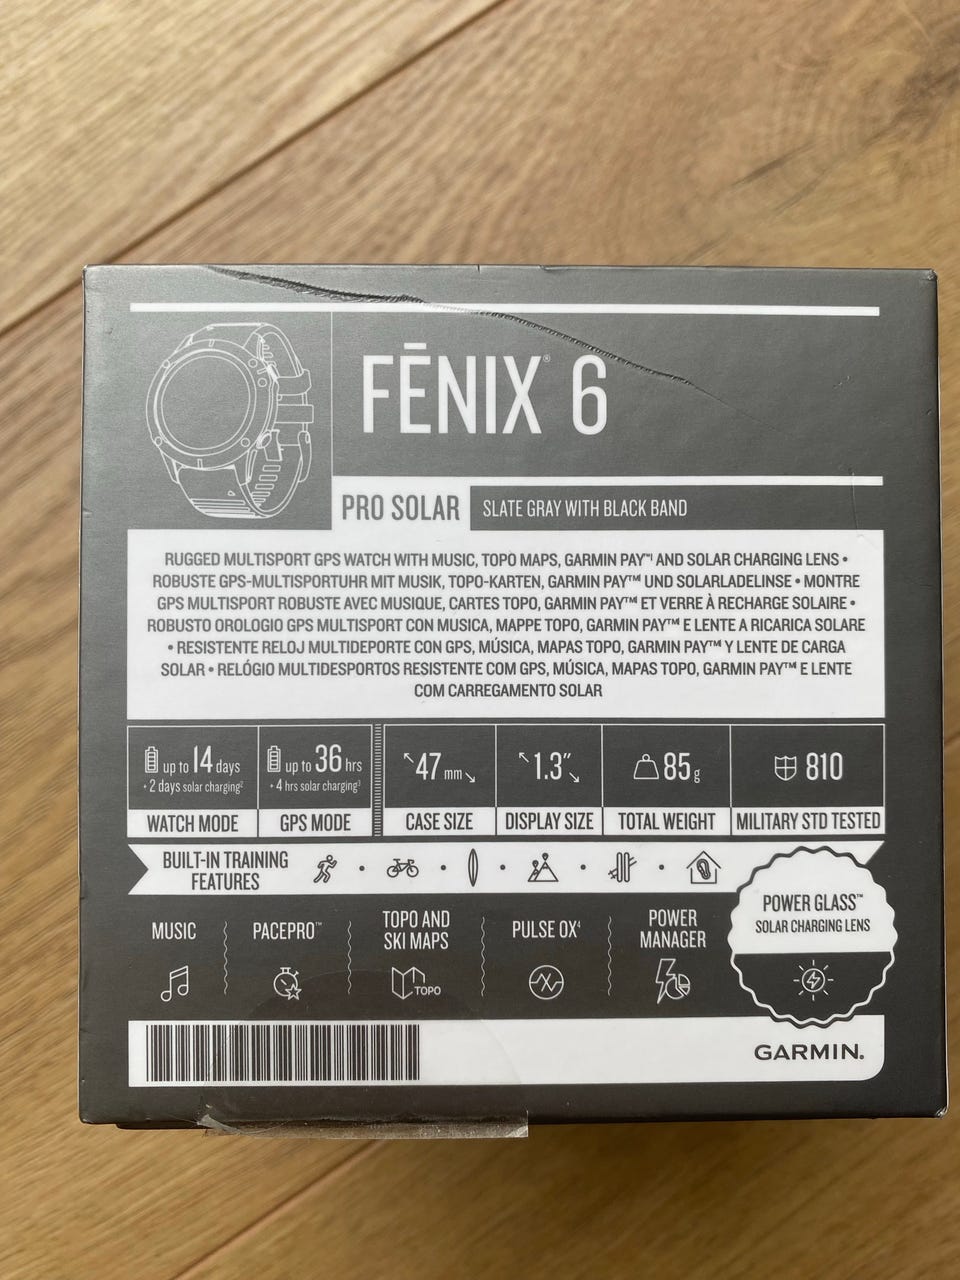 FĒNIX® 6
PRO SOLAR
SLATE GRAY WITH BLACK BAND
RUGGED MULTISPORT GPS WATCH WITH MUSIC, TOPO MAPS, GARMIN PAY™¹ AND SOLAR CHARGING LENS •
ROBUSTE GPS-MULTISPORTUHR MIT MUSIK, TOPO-KARTEN, GARMIN PAY™ UND SOLARLADELINSE • MONTRE
GPS MULTISPORT ROBUSTE AVEC MUSIQUE, CARTES TOPO, GARMIN PAY™ ET VERRE À RECHARGE SOLAIRE •
ROBUSTO OROLOGIO GPS MULTISPORT CON MUSICA, MAPPE TOPO, GARMIN PAY™ E LENTE A RICARICA SOLARE
• RESISTENTE RELOJ MULTIDEPORTE CON GPS, MÚSICA, MAPAS TOPO, GARMIN PAY™ Y LENTE DE CARGA
SOLAR • RELÓGIO MULTIDESPORTOS RESISTENTE COM GPS, MÚSICA, MAPAS TOPO, GARMIN PAY™ E LENTE
COM CARREGAMENTO SOLAR
up to 14 days
+ 2 days solar charging²
WATCH MODE
up to 36 hrs
+ 4 hrs solar charging³
GPS MODE
47 mm
CASE SIZE
1.3″
DISPLAY SIZE
85 g
TOTAL WEIGHT
810
MILITARY STD TESTED
BUILT-IN TRAINING
FEATURES
MUSIC
PACEPRO™
TOPO AND
SKI MAPS
TOPO
PULSE OX⁴
POWER
MANAGER
POWER GLASS™
SOLAR CHARGING LENS
GARMIN.